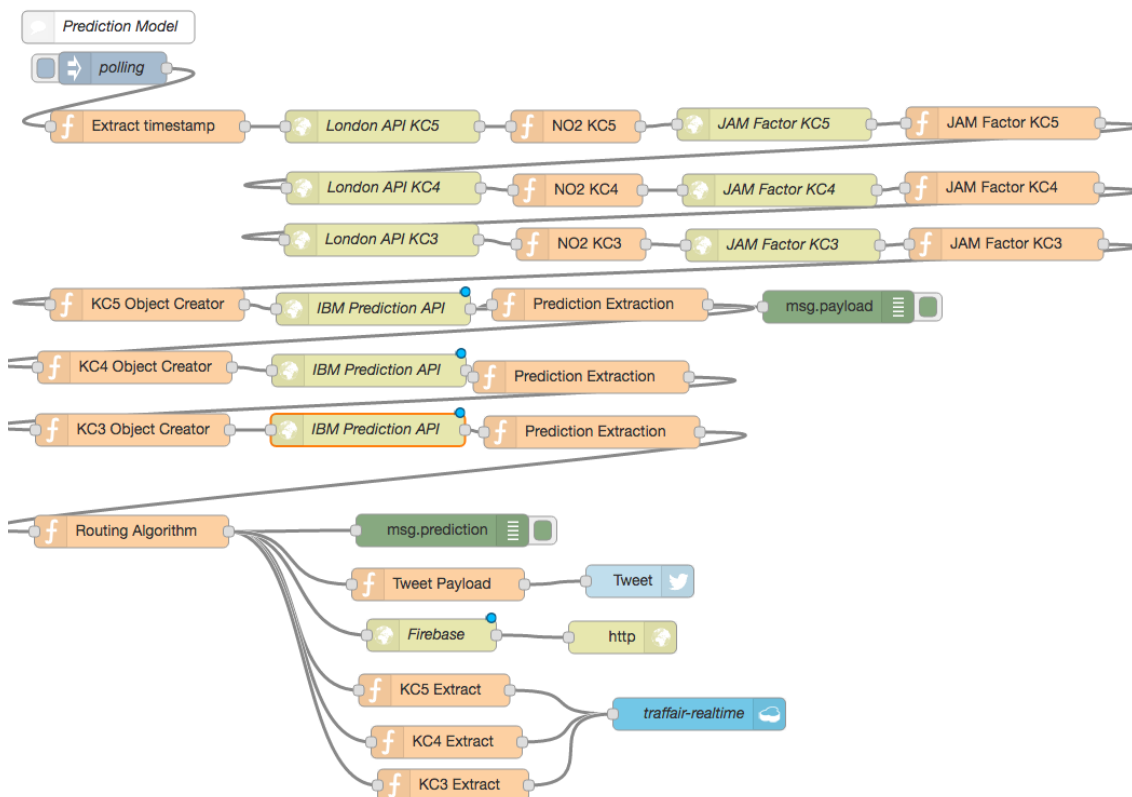 Prediction Model
polling
Extract timestamp
London API KC5
NO2 KC5
JAM Factor KC5
JAM Factor KC5
London API KC4
NO2 KC4
JAM Factor KC4
JAM Factor KC4
London API KC3
NO2 KC3
JAM Factor KC3
JAM Factor KC3
KC5 Object Creator
IBM Prediction API
Prediction Extraction
msg.payload
KC4 Object Creator
IBM Prediction API
Prediction Extraction
KC3 Object Creator
IBM Prediction API
Prediction Extraction
Routing Algorithm
msg.prediction
Tweet Payload
Tweet
Firebase
http
KC5 Extract
traffair-realtime
KC4 Extract
KC3 Extract